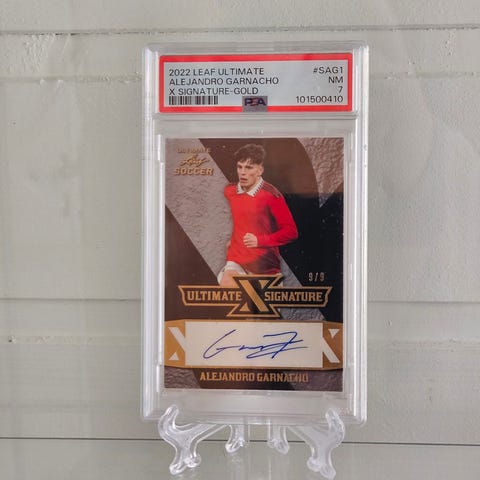 2022 LEAF ULTIMATE #SAG1
ALEJANDRO GARNACHO NM
X SIGNATURE-GOLD 7
PSA 101500410
ULTIMATE
Leaf
SOCCER
9/9
ULTIMATE X SIGNATURE
X X
ALEJANDRO GARNACHO